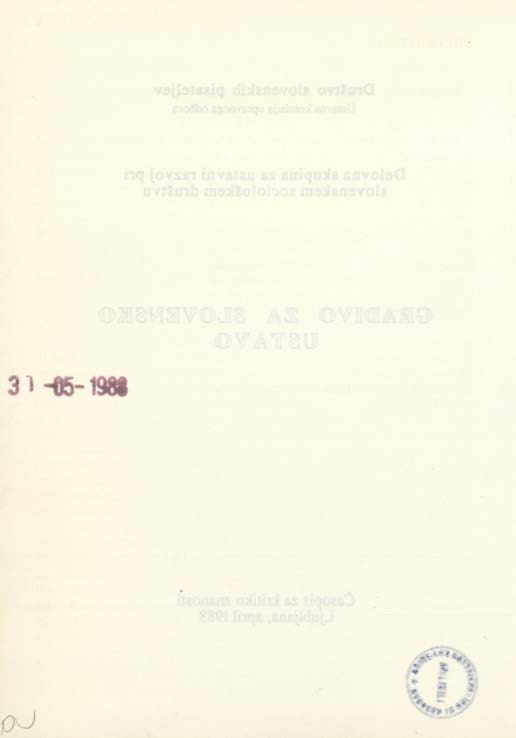 Društvo slovenskih pisateljev
Ustavna komisija upravnega odbora
Delovna skupina za ustavni razvoj pri
slovenskem sociološkem društvu
GRADIVO ZA SLOVENSKO
USTAVO
31 -05- 1988
Časopis za kritiko znanosti
Ljubljana, april 1988